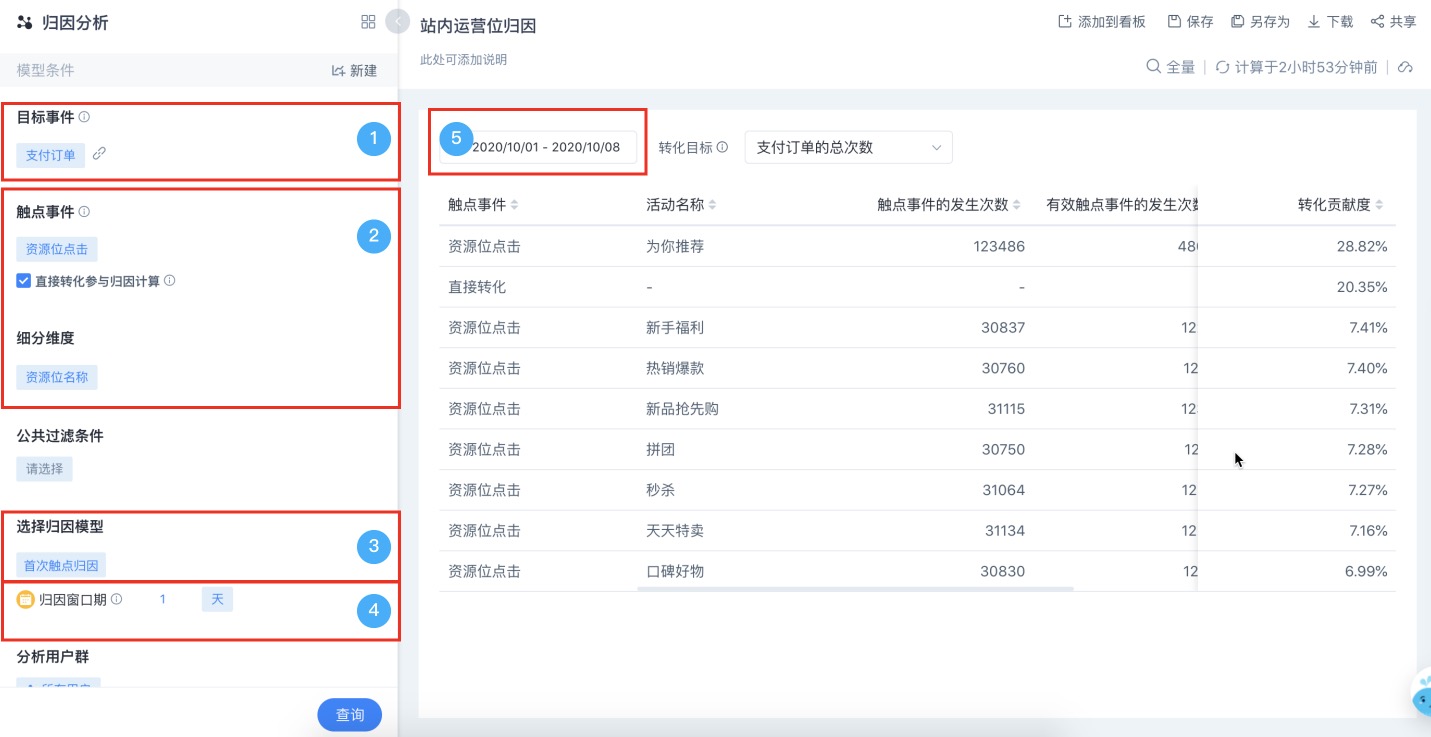 归因分析
模型条件
新建
目标事件
1
支付订单
触点事件
2
资源位点击
直接转化参与归因计算
细分维度
资源位名称
公共过滤条件
请选择
选择归因模型
3
首次触点归因
归因窗口期 1 天
4
分析用户群
所有用户
查询
站内运营位归因
添加到看板 保存 另存为 下载 共享
此处可添加说明
全量 计算于2小时53分钟前
5 2020/10/01 - 2020/10/08 转化目标 支付订单的总次数
触点事件 活动名称 触点事件的发生次数 有效触点事件的发生次 转化贡献度
资源位点击 为你推荐 123486 48 28.82%
直接转化 - - 20.35%
资源位点击 新手福利 30837 12 7.41%
资源位点击 热销爆款 30760 12 7.40%
资源位点击 新品抢先购 31115 12 7.31%
资源位点击 拼团 30750 12 7.28%
资源位点击 秒杀 31064 12 7.27%
资源位点击 天天特卖 31134 12 7.16%
资源位点击 口碑好物 30830 12 6.99%